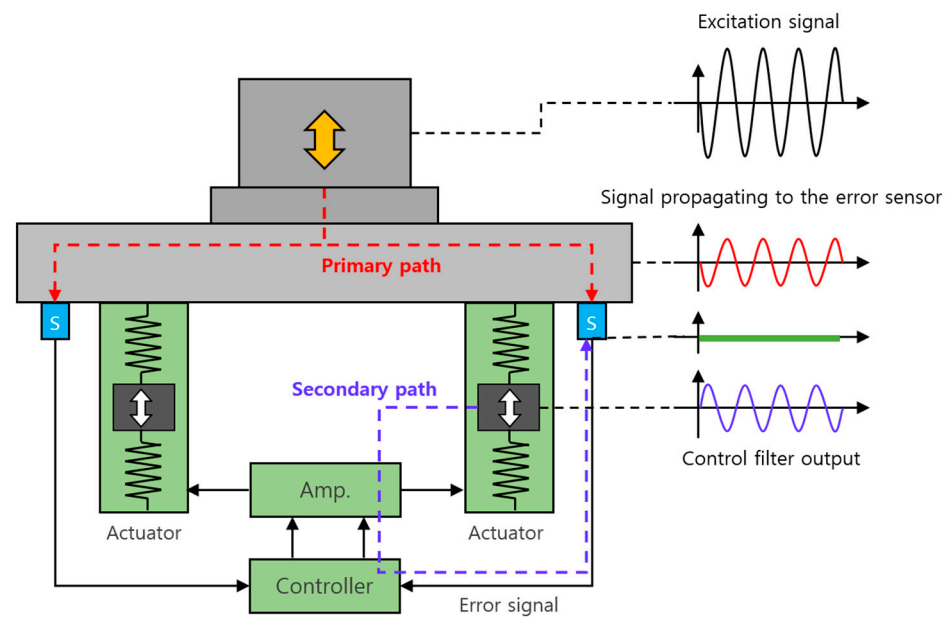 Excitation signal
Signal propagating to the error sensor
Primary path
S
S
Secondary path
Control filter output
Amp.
Actuator
Actuator
Controller
Error signal